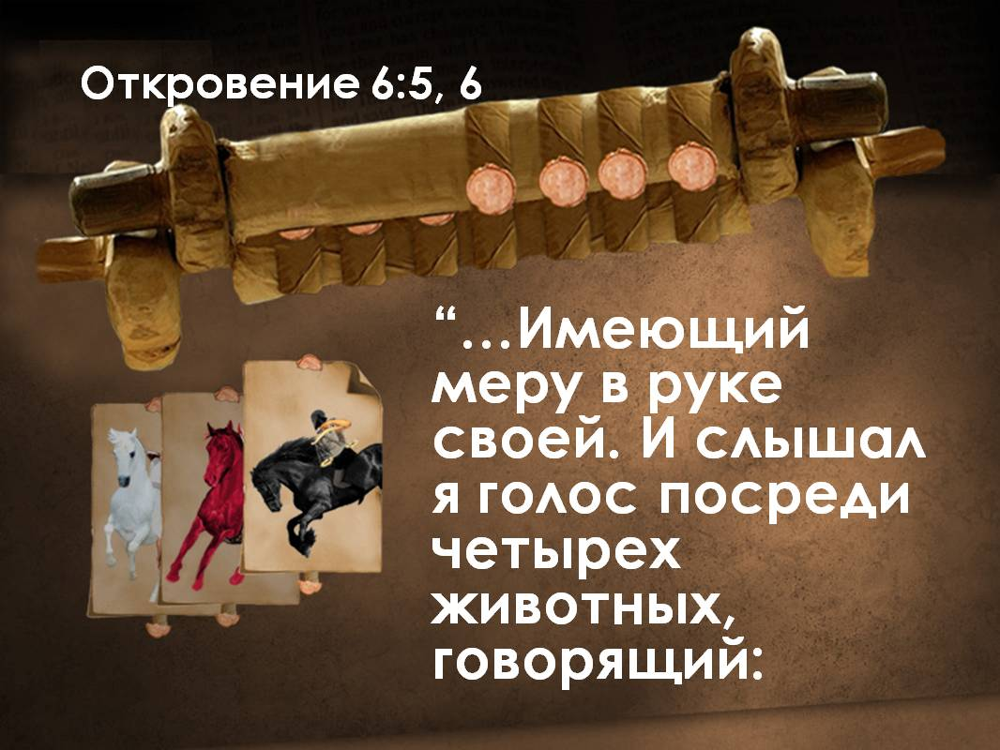 Откровение 6:5, 6
“…Имеющий
меру в руке
своей. И слышал
я голос посреди
четырех
животных,
говорящий: